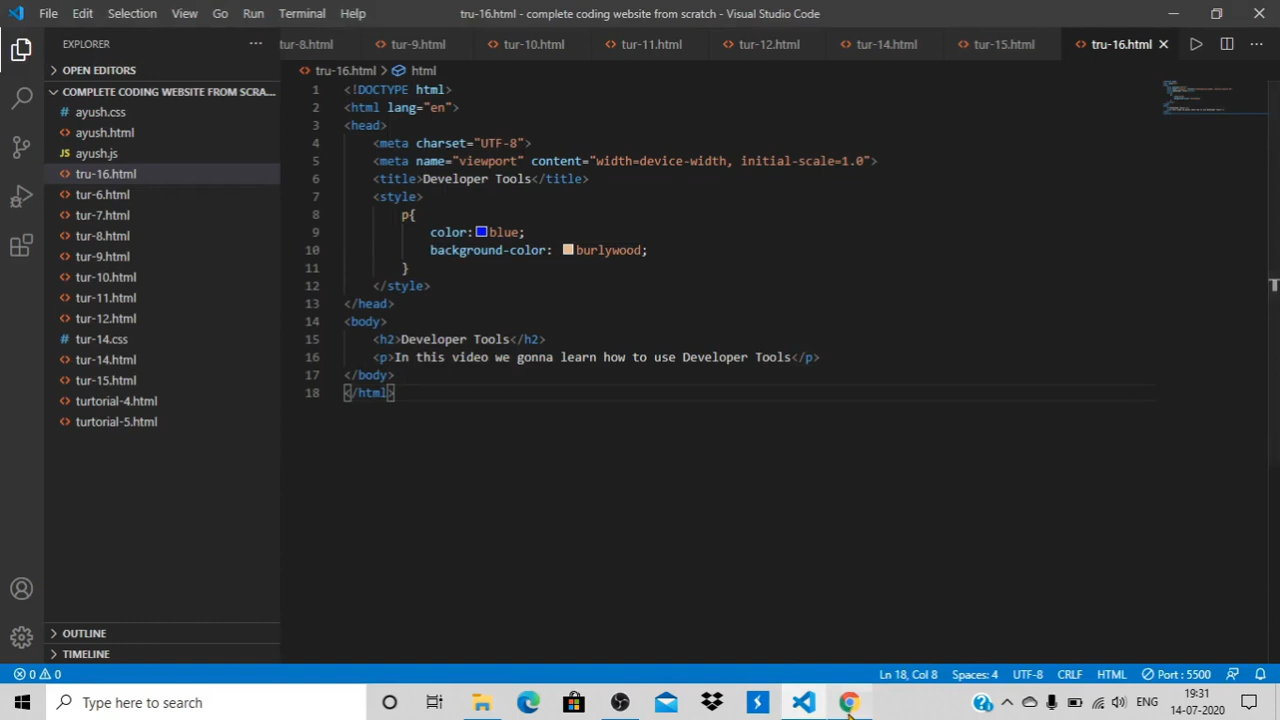 File Edit Selection View Go Run Terminal Help tru-16.html - complete coding website from scratch - Visual Studio Code
EXPLORER
tur-8.html tur-9.html tur-10.html tur-11.html tur-12.html tur-14.html tur-15.html tru-16.html
OPEN EDITORS
COMPLETE CODING WEBSITE FROM SCRA...
ayush.css
ayush.html
ayush.js
tru-16.html
tur-6.html
tur-7.html
tur-8.html
tur-9.html
tur-10.html
tur-11.html
tur-12.html
tur-14.css
tur-14.html
tur-15.html
turtorial-4.html
turtorial-5.html
OUTLINE
TIMELINE
tru-16.html > html
1 <!DOCTYPE html>
2 <html lang="en">
3 <head>
4 <meta charset="UTF-8">
5 <meta name="viewport" content="width=device-width, initial-scale=1.0">
6 <title>Developer Tools</title>
7 <style>
8 p{
9 color:blue;
10 background-color: burlywood;
11 }
12 </style>
13 </head>
14 <body>
15 <h2>Developer Tools</h2>
16 <p>In this video we gonna learn how to use Developer Tools</p>
17 </body>
18 </html>
0 0 Ln 18, Col 8 Spaces: 4 UTF-8 CRLF HTML Port : 5500
Type here to search
ENG
19:31
14-07-2020